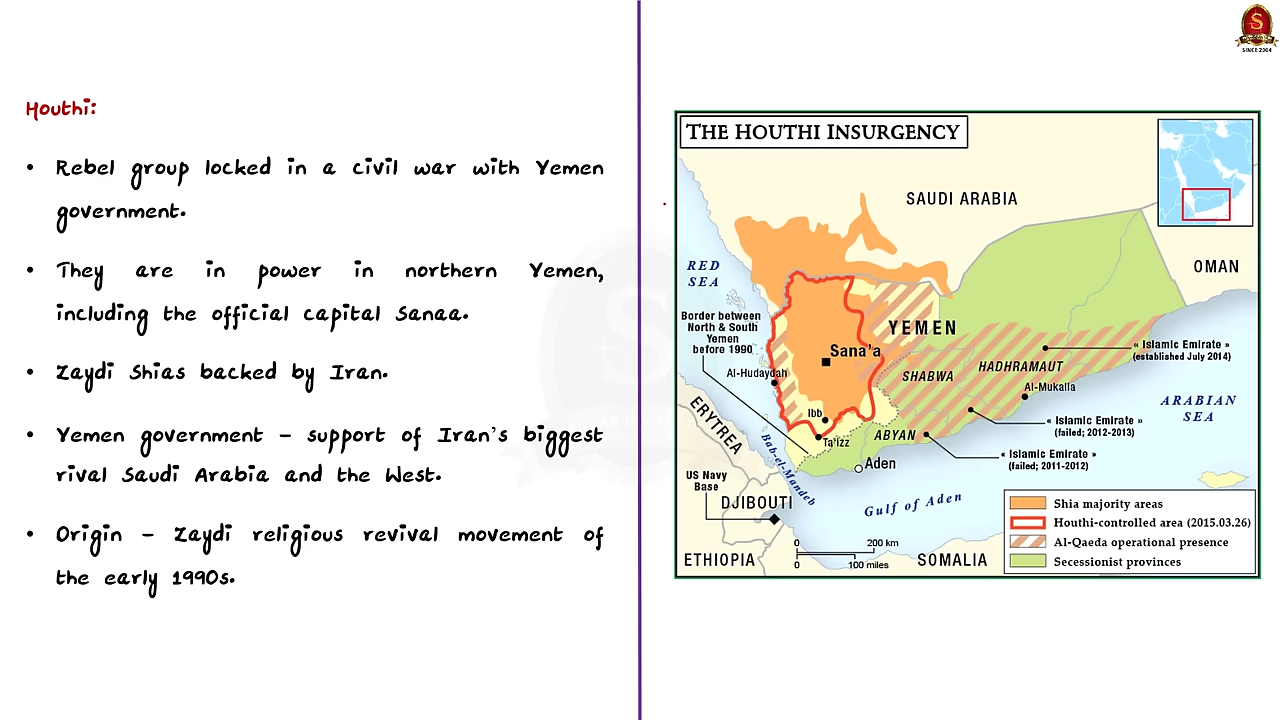 Houthi:
• Rebel group locked in a civil war with Yemen
government.
• They are in power in northern Yemen,
including the official capital Sanaa.
• Zaydi Shias backed by Iran.
• Yemen government – support of Iran's biggest
rival Saudi Arabia and the West.
• Origin – Zaydi religious revival movement of
the early 1990s.
S
SINCE 2004
THE HOUTHI INSURGENCY
SAUDI ARABIA
OMAN
RED
SEA
Border between
North & South
Yemen
before 1990
YEMEN
Sana'a
Al-Hudaydah
« Islamic Emirate »
(established July 2014)
HADHRAMAUT
SHABWA
Al-Mukalla
ARABIAN
SEA
Ibb
« Islamic Emirate »
(failed; 2012-2013)
ERYTREA
Bab-el-Mandeb
Ta'izz
ABYAN
« Islamic Emirate »
(failed; 2011-2012)
Aden
US Navy
Base
DJIBOUTI
Gulf of Aden
ETHIOPIA
0 200 km
0 100 miles
SOMALIA
Shia majority areas
Houthi-controlled area (2015.03.26)
Al-Qaeda operational presence
Secessionist provinces